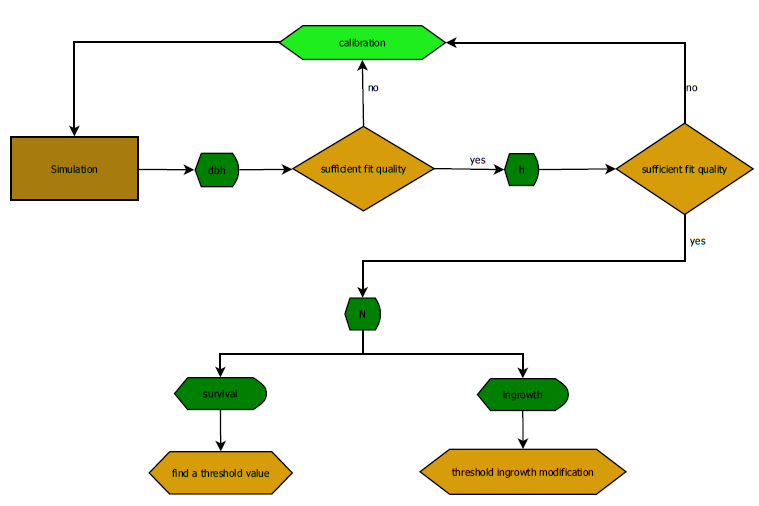 calibration
no
no
Simulation
dbh
sufficient fit quality
yes
h
sufficient fit quality
yes
N
survival
ingrowth
find a threshold value
threshold ingrowth modification